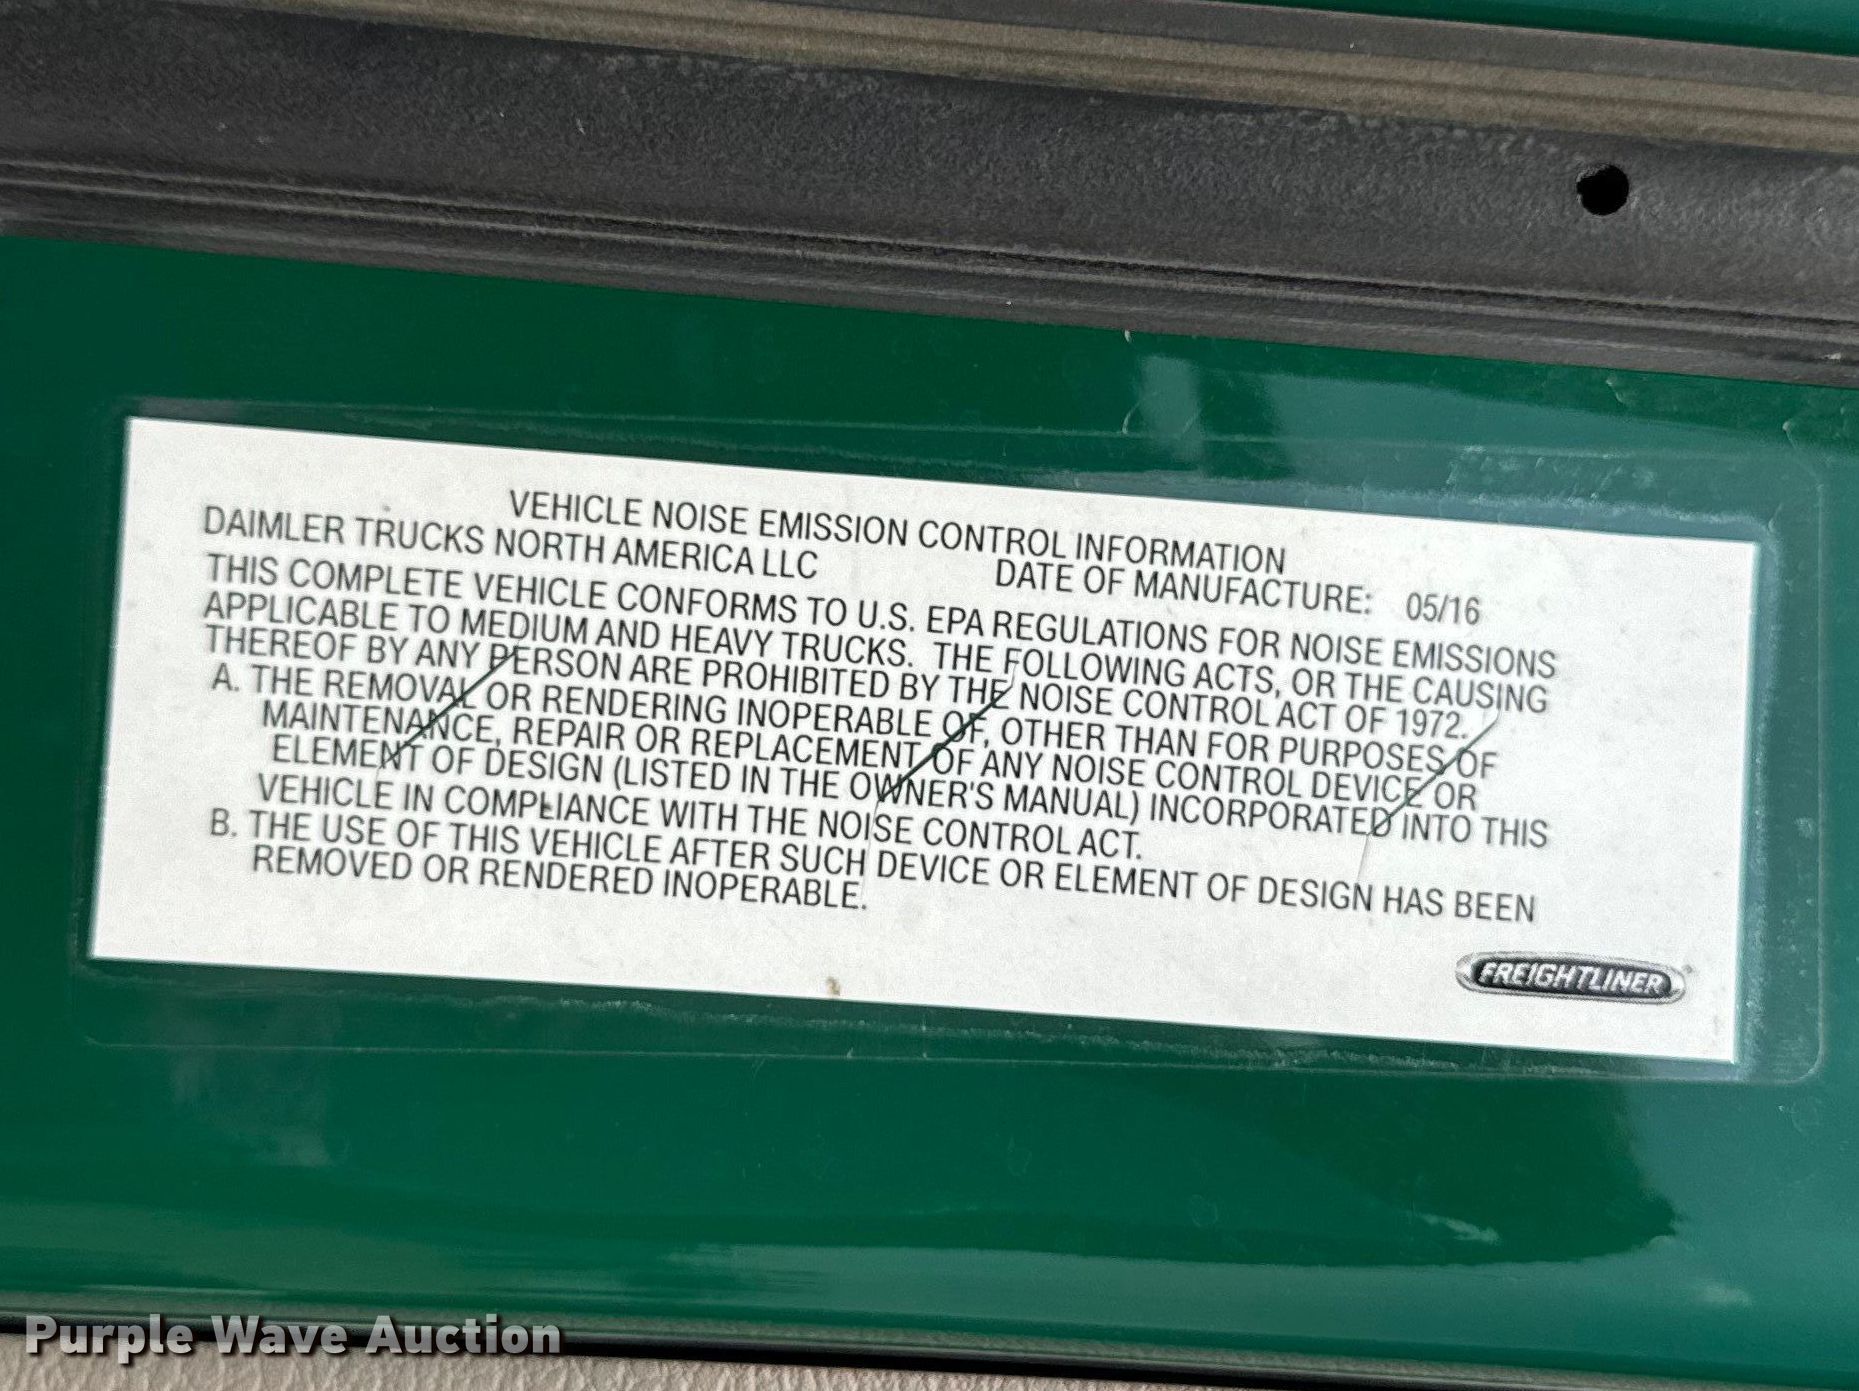 VEHICLE NOISE EMISSION CONTROL INFORMATION
DAIMLER TRUCKS NORTH AMERICA LLC DATE OF MANUFACTURE: 05/16
THIS COMPLETE VEHICLE CONFORMS TO U.S. EPA REGULATIONS FOR NOISE EMISSIONS
APPLICABLE TO MEDIUM AND HEAVY TRUCKS. THE FOLLOWING ACTS, OR THE CAUSING
THEREOF BY ANY PERSON ARE PROHIBITED BY THE NOISE CONTROL ACT OF 1972.
A. THE REMOVAL OR RENDERING INOPERABLE OF, OTHER THAN FOR PURPOSES OF
MAINTENANCE, REPAIR OR REPLACEMENT OF ANY NOISE CONTROL DEVICE OR
ELEMENT OF DESIGN (LISTED IN THE OWNER'S MANUAL) INCORPORATED INTO THIS
VEHICLE IN COMPLIANCE WITH THE NOISE CONTROL ACT.
B. THE USE OF THIS VEHICLE AFTER SUCH DEVICE OR ELEMENT OF DESIGN HAS BEEN
REMOVED OR RENDERED INOPERABLE.
FREIGHTLINER
Purple Wave Auction